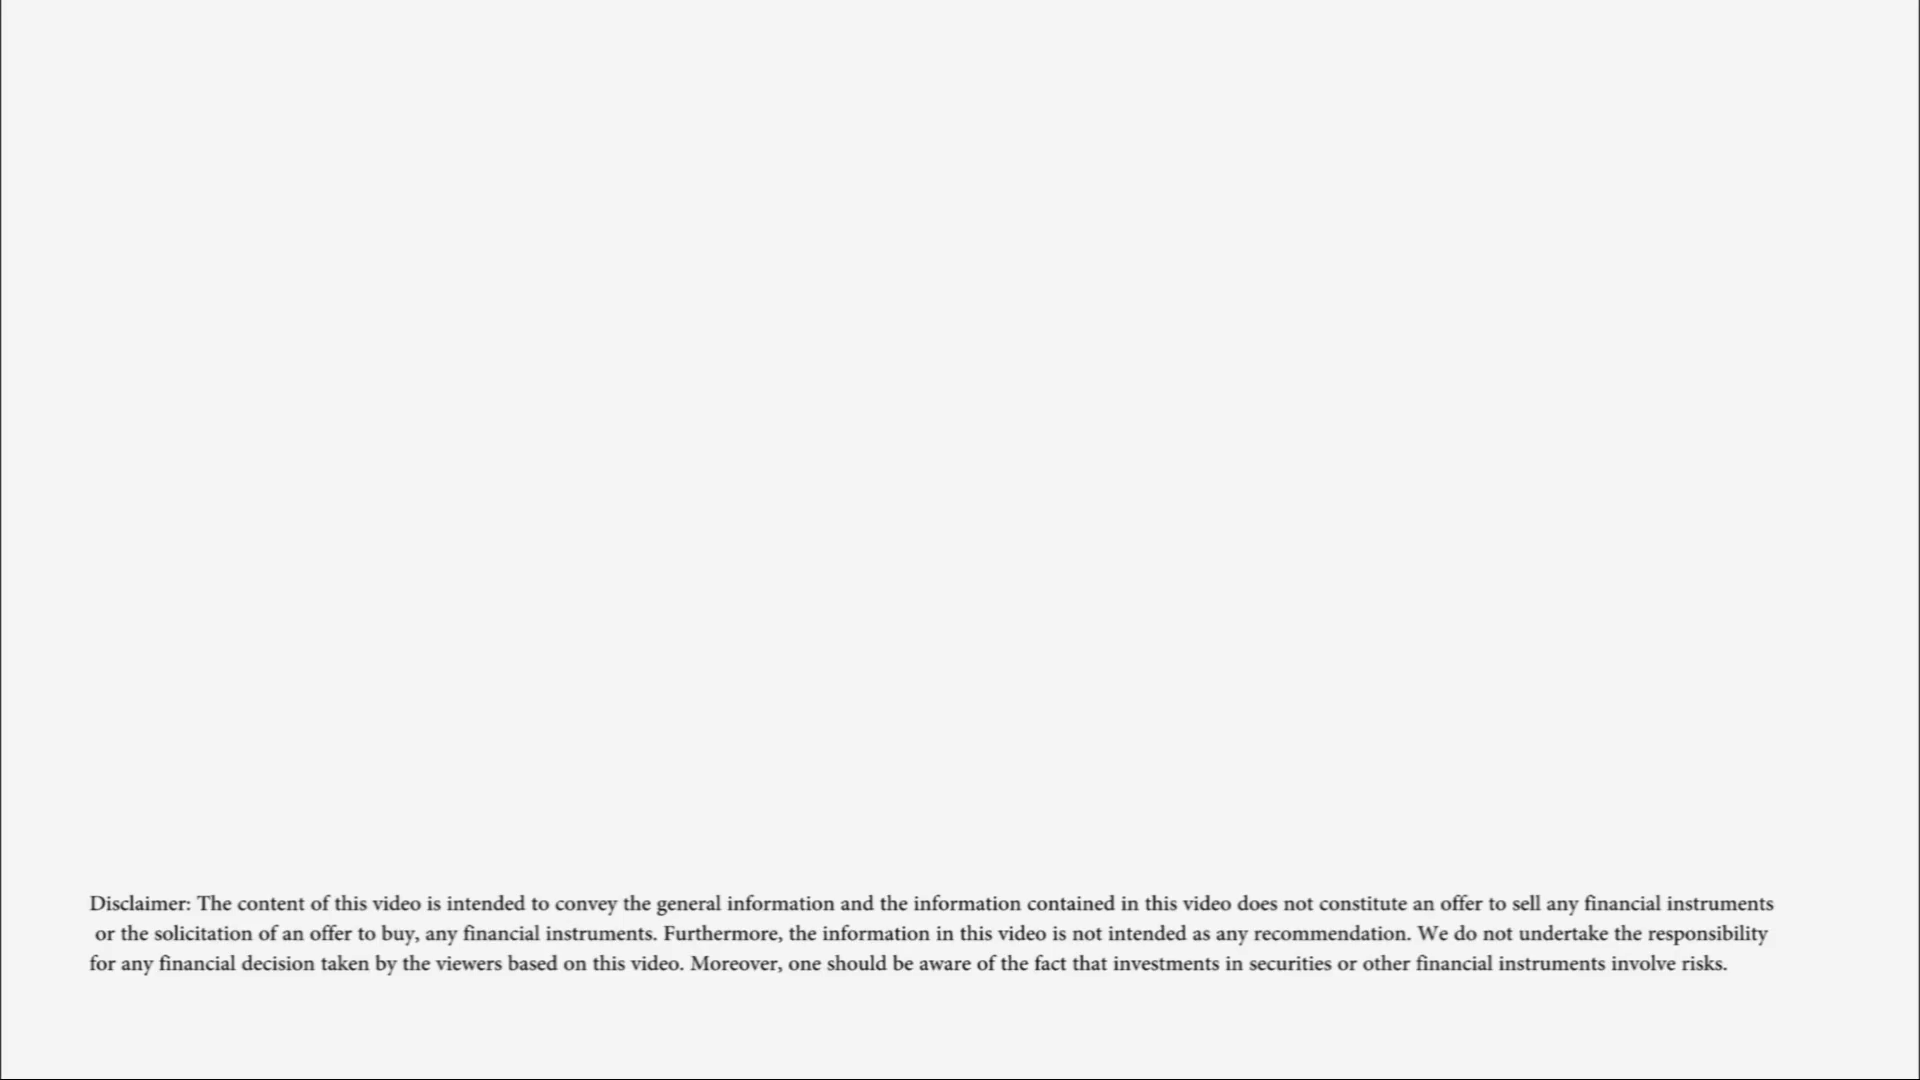 Disclaimer: The content of this video is intended to convey the general information and the information contained in this video does not constitute an offer to sell any financial instruments
or the solicitation of an offer to buy, any financial instruments. Furthermore, the information in this video is not intended as any recommendation. We do not undertake the responsibility
for any financial decision taken by the viewers based on this video. Moreover, one should be aware of the fact that investments in securities or other financial instruments involve risks.